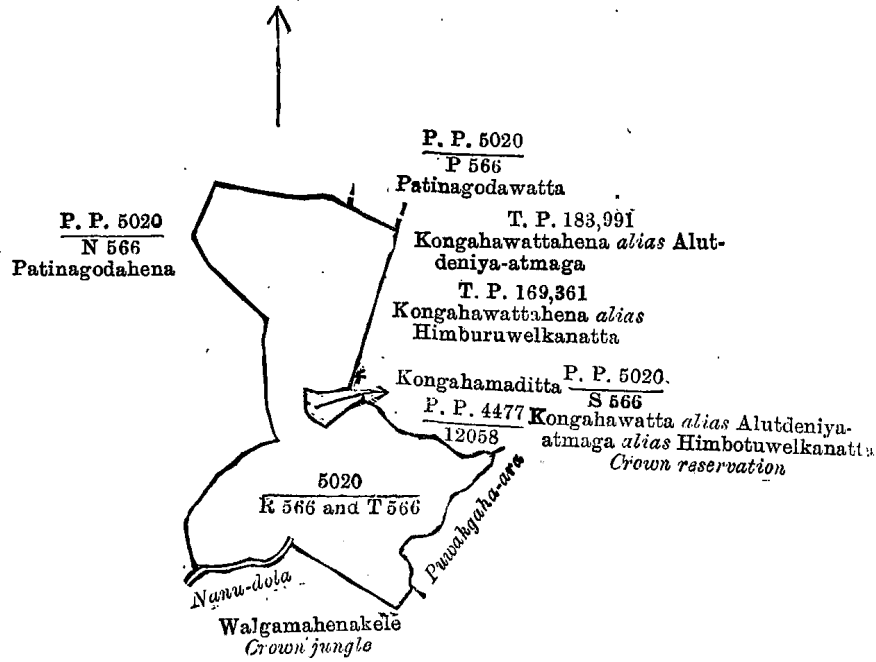 P. P. 5020
P 566
Patinagodawatta
P. P. 5020
N 566
Patinagodahena
T. P. 183,991
Kongahawattahena alias Alut-
deniya-atmaga
T. P. 169,361
Kongahawattahena alias
Himburuwelkanatta
Kongahamaditta P. P. 5020
S 566
P. P. 4477
12058
Kongahawatta alias Alutdeniya-
atmaga alias Himbotuwelkanatta
Crown reservation
5020
R 566 and T 566
Puwakgaha-ara
Nanu-dola
Walgamahenakele
Crown jungle